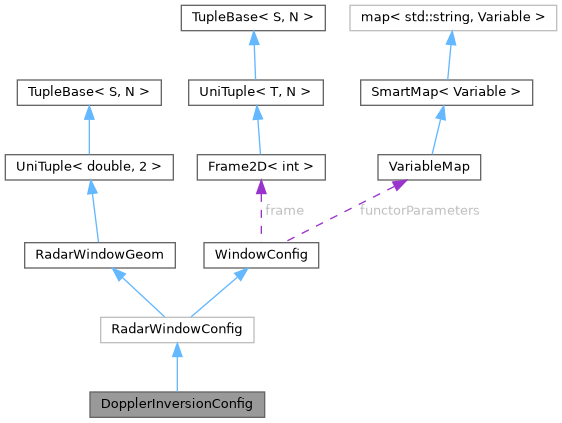 TupleBase< S, N >
map< std::string, Variable >
TupleBase< S, N >
UniTuple< T, N >
SmartMap< Variable >
UniTuple< double, 2 >
Frame2D< int >
VariableMap
frame
functorParameters
RadarWindowGeom
WindowConfig
RadarWindowConfig
DopplerInversionConfig